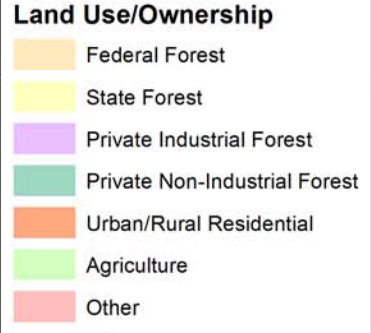 Land Use/Ownership
Federal Forest
State Forest
Private Industrial Forest
Private Non-Industrial Forest
Urban/Rural Residential
Agriculture
Other